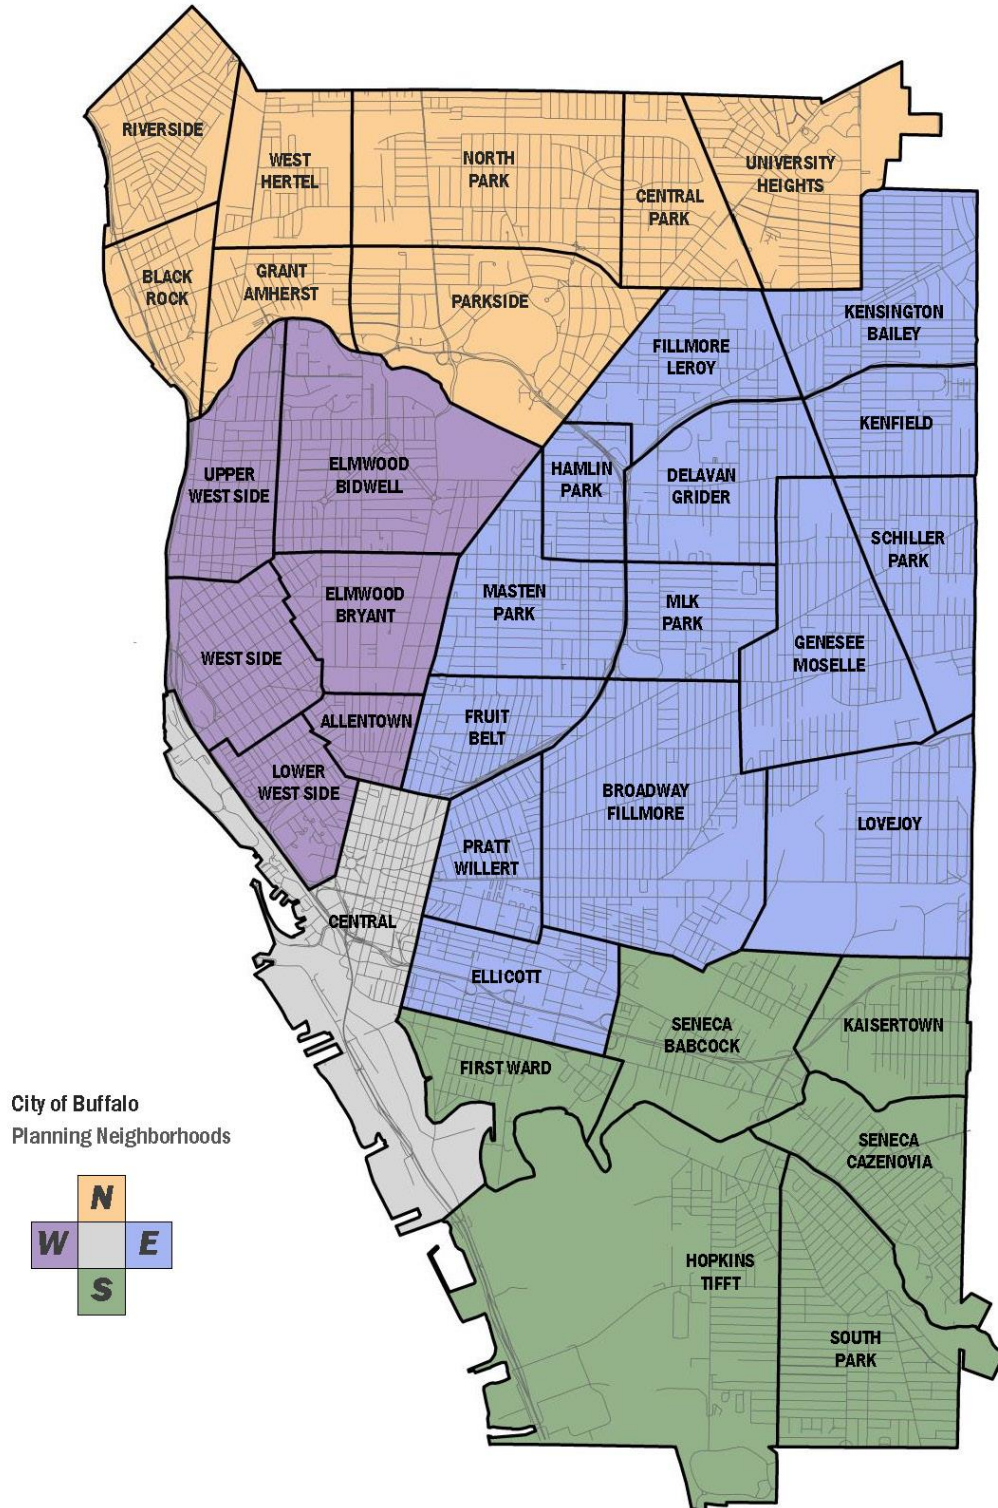 RIVERSIDE
WEST
HERTEL
NORTH
PARK
CENTRAL
PARK
UNIVERSITY
HEIGHTS
BLACK
ROCK
GRANT
AMHERST
PARKSIDE
FILLMORE
LEROY
KENSINGTON
BAILEY
KENFIELD
UPPER
WEST SIDE
ELMWOOD
BIDWELL
HAMLIN
PARK
DELAVAN
GRIDER
SCHILLER
PARK
ELMWOOD
BRYANT
MASTEN
PARK
MLK
PARK
GENESEE
MOSELLE
WEST SIDE
ALLENTOWN
FRUIT
BELT
LOWER
WEST SIDE
BROADWAY
FILLMORE
LOVEJOY
PRATT
WILLERT
CENTRAL
ELLICOTT
SENECA
BABCOCK
KAISERTOWN
FIRST WARD
SENECA
CAZENOVIA
HOPKINS
TIFFT
SOUTH
PARK
City of Buffalo
Planning Neighborhoods
N
W E
S